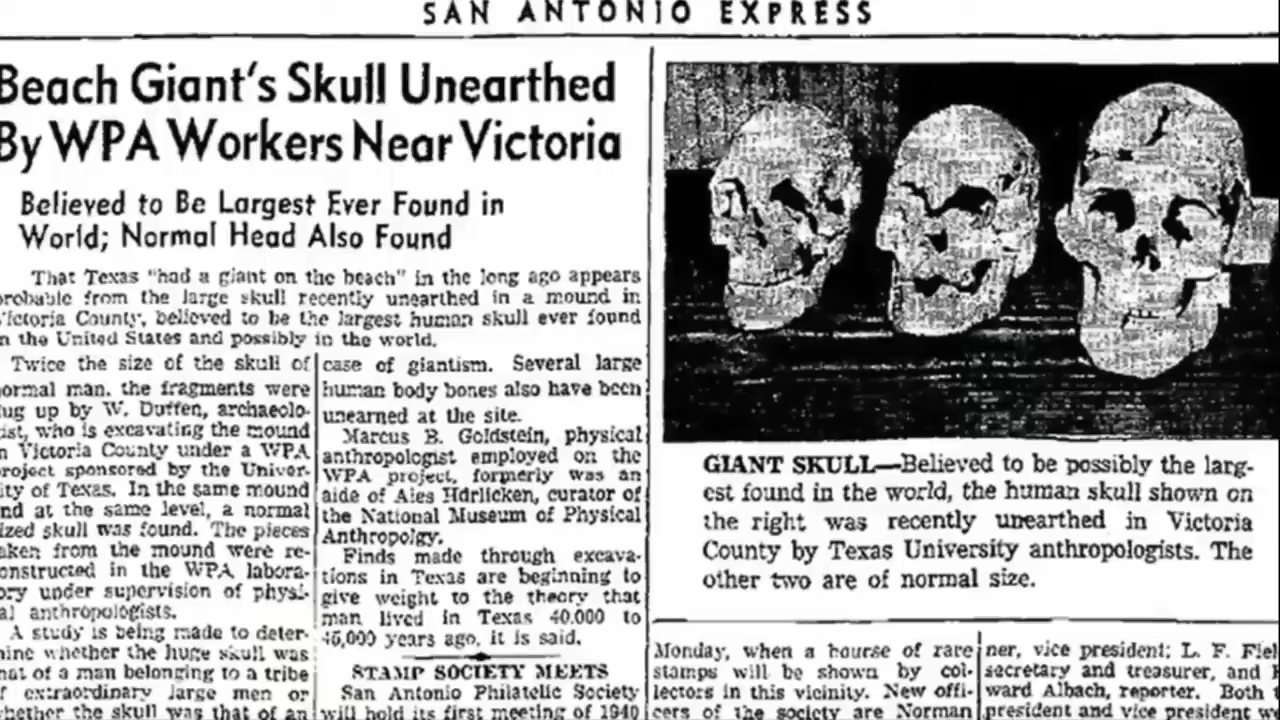 SAN ANTONIO EXPRESS
Beach Giant's Skull Unearthed
By WPA Workers Near Victoria
Believed to Be Largest Ever Found in
World; Normal Head Also Found
That Texas "had a giant on the beach" in the long ago appears
probable from the large skull recently unearthed in a mound in
Victoria County, believed to be the largest human skull ever found
in the United States and possibly in the world.
Twice the size of the skull of
normal man, the fragments were
dug up by W. Duffen, archaeolo-
gist, who is excavating the mound
in Victoria County under a WPA
project sponsored by the Univer-
sity of Texas. In the same mound
and at the same level, a normal
sized skull was found. The pieces
taken from the mound were re-
constructed in the WPA labora-
tory under supervision of physi-
cal anthropologists.
A study is being made to deter-
mine whether the huge skull was
that of a man belonging to a tribe
of extraordinary large men or
whether the skull was that of an
case of giantism. Several large
human body bones also have been
unearned at the site.
Marcus B. Goldstein, physical
anthropologist employed on the
WPA project, formerly was an
aide of Ales Hdrlicken, curator of
the National Museum of Physical
Anthropolgy.
Finds made through excava-
tions in Texas are beginning to
give weight to the theory that
man lived in Texas 40,000 to
45,000 years ago, it is said.
STAMP SOCIETY MEETS
San Antonio Philatelic Society
will hold its first meeting of 1940
GIANT SKULL—Believed to be possibly the larg-
est found in the world, the human skull shown on
the right was recently unearthed in Victoria
County by Texas University anthropologists. The
other two are of normal size.
Monday, when a bourse of rare
stamps will be shown by col-
lectors in this vicinity. New offi-
cers of the society are Norman
ner, vice president; L. F.
secretary and treasurer, and
ward Albach, reporter. Both
president and vice president